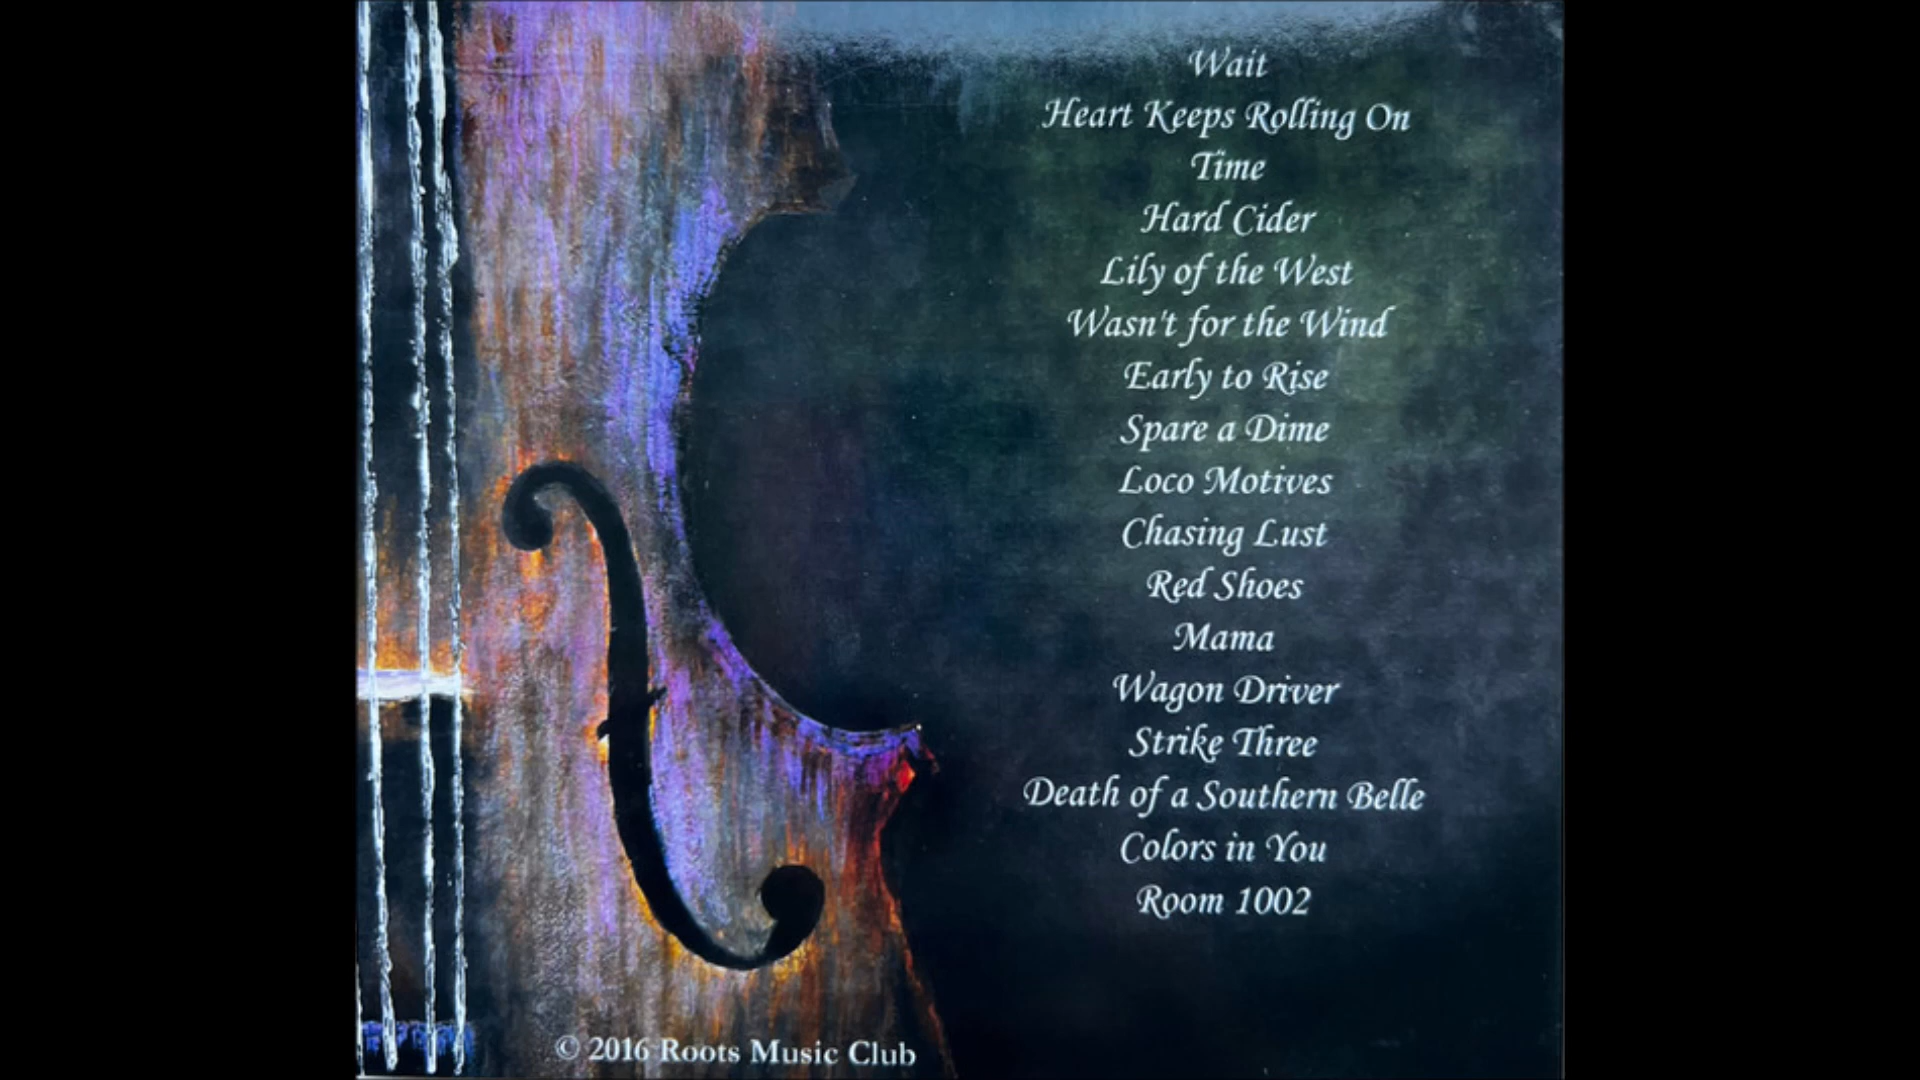 Wait
Heart Keeps Rolling On
Time
Hard Cider
Lily of the West
Wasn't for the Wind
Early to Rise
Spare a Dime
Loco Motives
Chasing Lust
Red Shoes
Mama
Wagon Driver
Strike Three
Death of a Southern Belle
Colors in You
Room 1002
© 2016 Roots Music Club